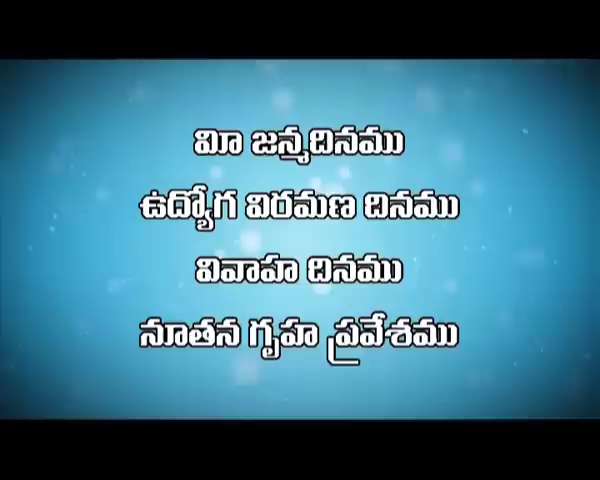 మీ జన్మదినము
ఉద్యోగ విరమణ దినము
వివాహ దినము
నూతన గృహ ప్రవేశము